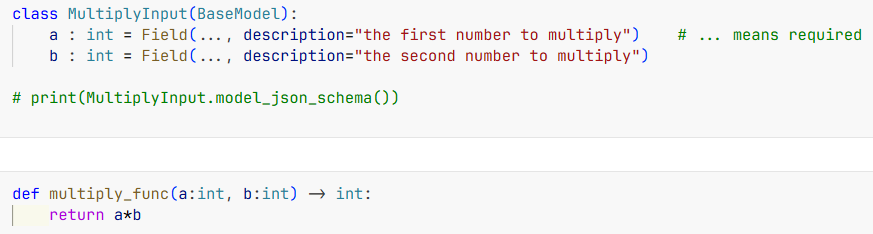 class MultiplyInput(BaseModel):
    a : int = Field(..., description="the first number to multiply")    # ... means required
    b : int = Field(..., description="the second number to multiply")
# print(MultiplyInput.model_json_schema())
def multiply_func(a:int, b:int) -> int:
    return a*b